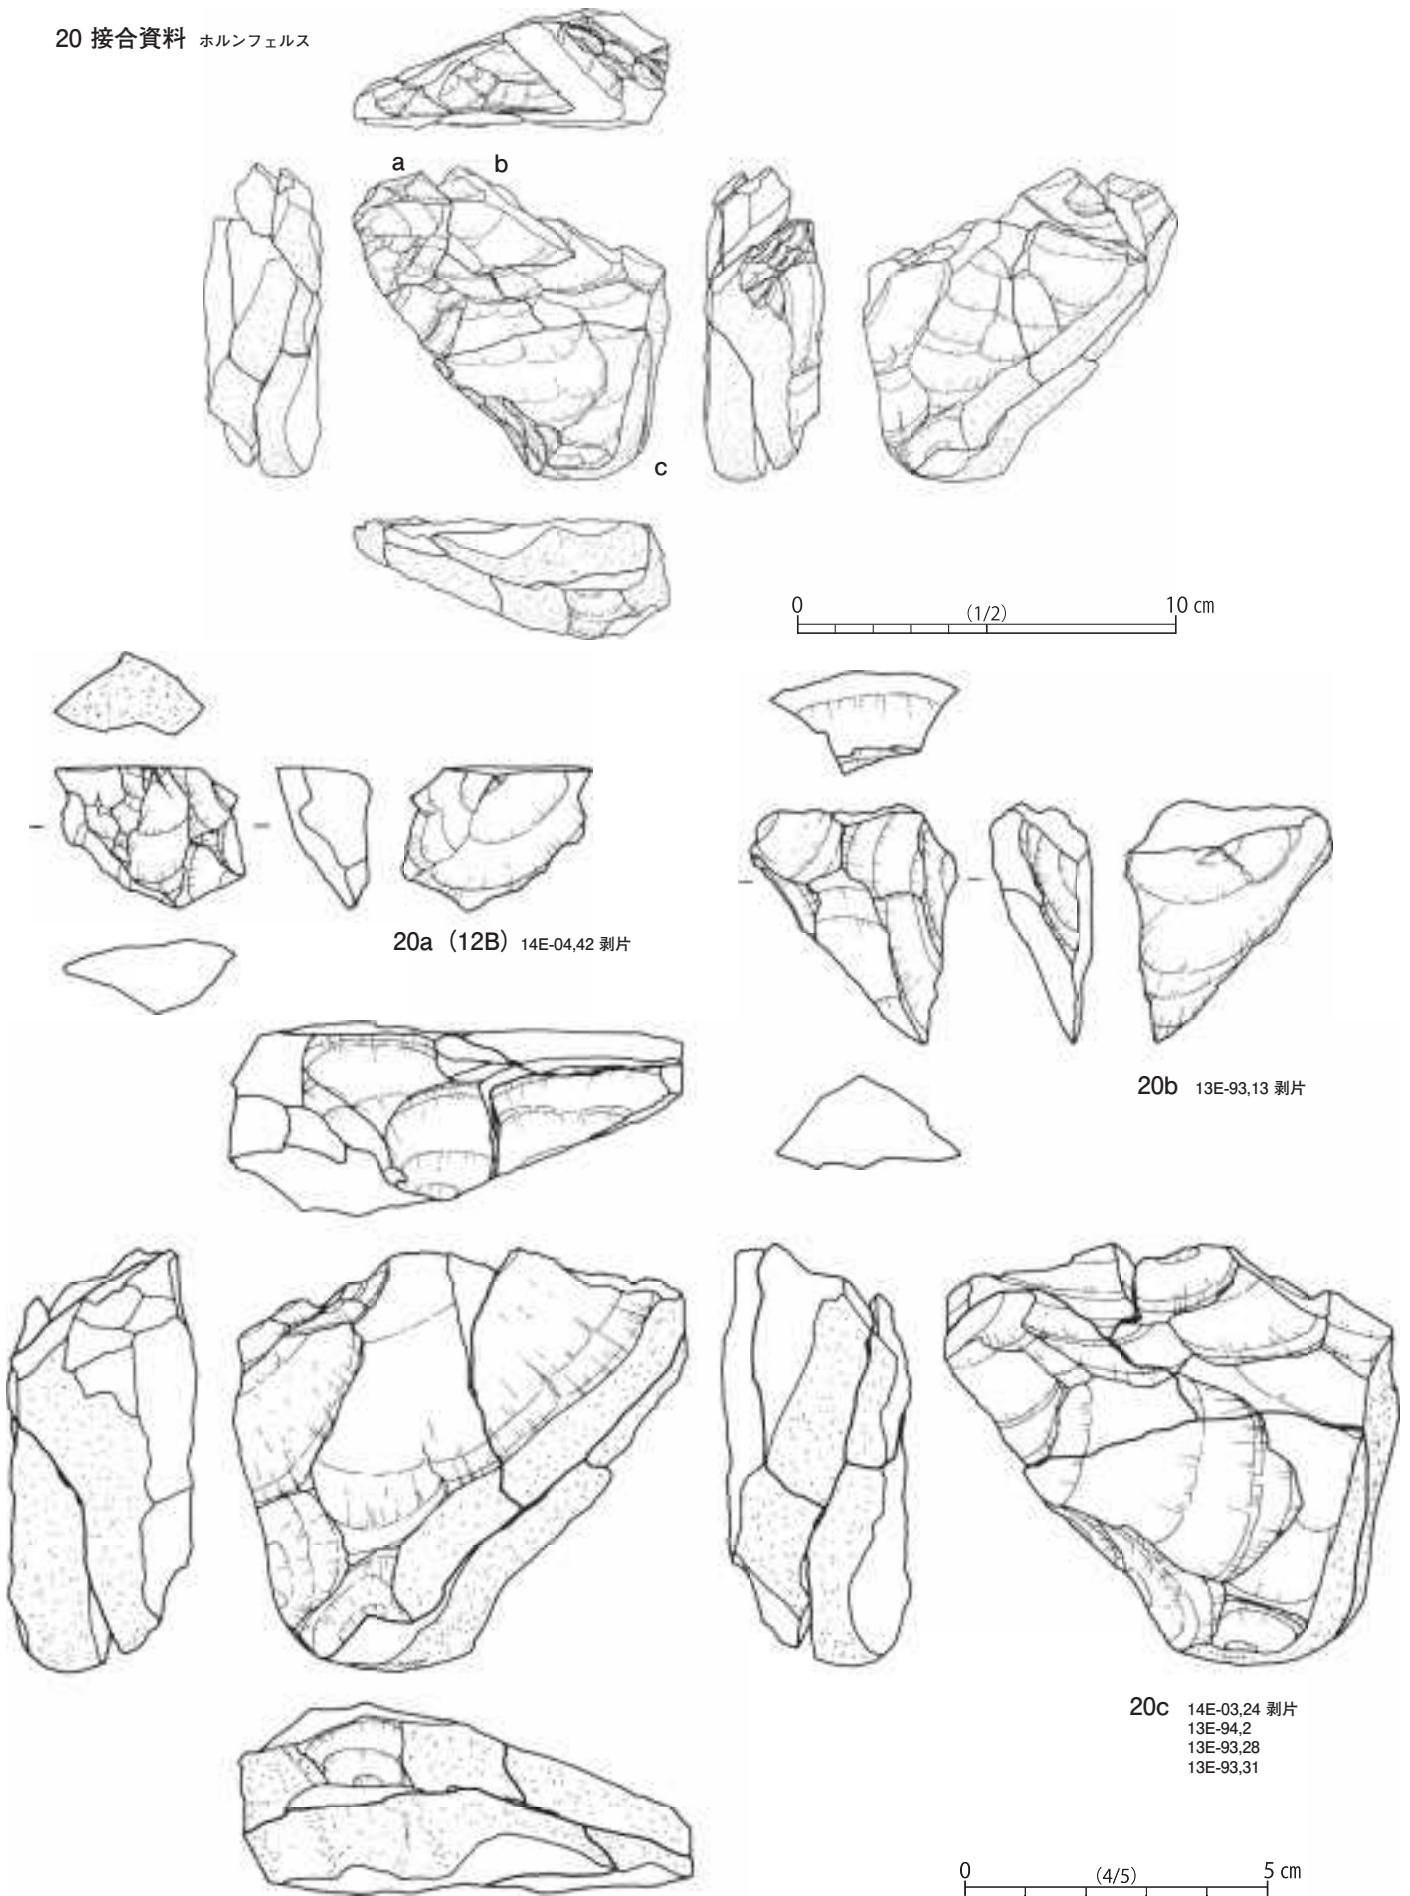 20 接合資料 ホルンフェルス
a b
c
0 (1/2) 10 cm
20a (12B) 14E-04,42 剥片
20b 13E-93,13 剥片
20c 14E-03,24 剥片
13E-94,2
13E-93,28
13E-93,31
0 (4/5) 5 cm